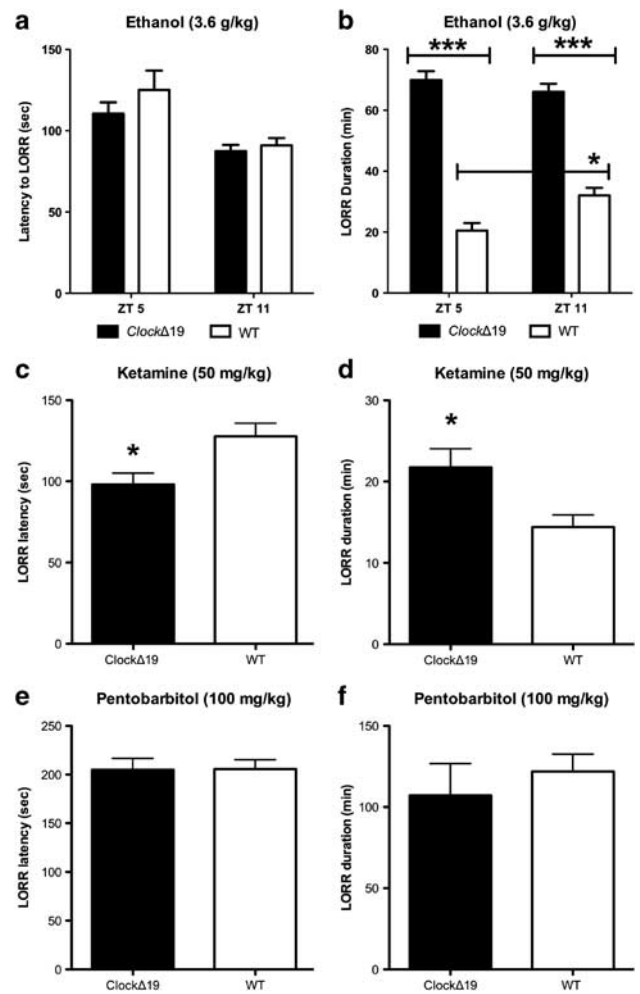 a
Ethanol (3.6 g/kg)
Latency to LORR (sec)
150
100
50
0
ZT 5
ZT 11
ClockΔ19
WT
b
Ethanol (3.6 g/kg)
LORR Duration (min)
80
60
40
20
0
***
***
*
ZT 5
ZT 11
ClockΔ19
WT
c
Ketamine (50 mg/kg)
LORR latency (sec)
150
100
50
0
*
ClockΔ19
WT
d
Ketamine (50 mg/kg)
LORR duration (min)
30
20
10
0
*
ClockΔ19
WT
e
Pentobarbitol (100 mg/kg)
LORR latency (sec)
250
200
150
100
50
0
ClockΔ19
WT
f
Pentobarbitol (100 mg/kg)
LORR duration (min)
150
100
50
0
ClockΔ19
WT